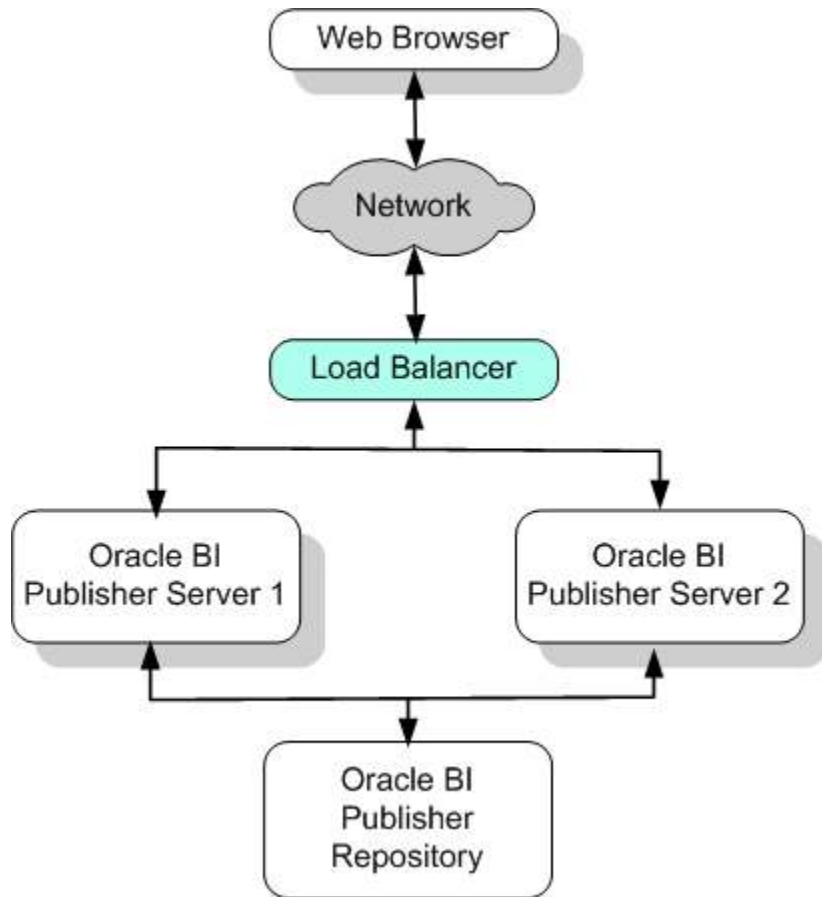 Web Browser
Network
Load Balancer
Oracle BI
Publisher Server 1
Oracle BI
Publisher Server 2
Oracle BI
Publisher
Repository